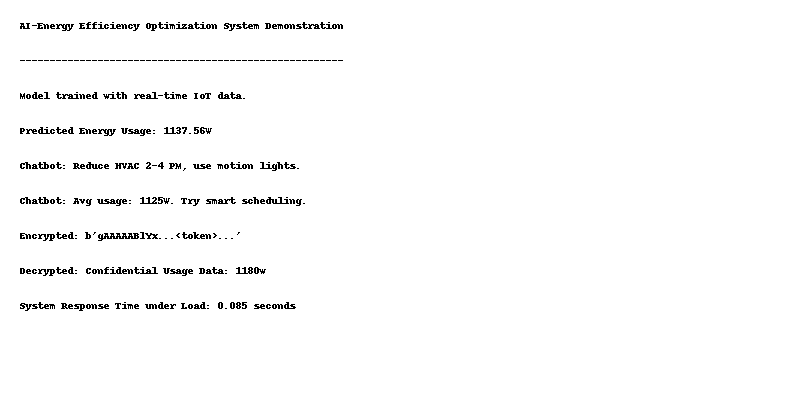 AI-Energy Efficiency Optimization System Demonstration
------------------------------------------------------
Model trained with real-time IoT data.
Predicted Energy Usage: 1137.56W
Chatbot: Reduce HVAC 2-4 PM, use motion lights.
Chatbot: Avg usage: 1125W. Try smart scheduling.
Encrypted: b'gAAAAABlYx...<token>...'
Decrypted: Confidential Usage Data: 1180W
System Response Time under Load: 0.085 seconds